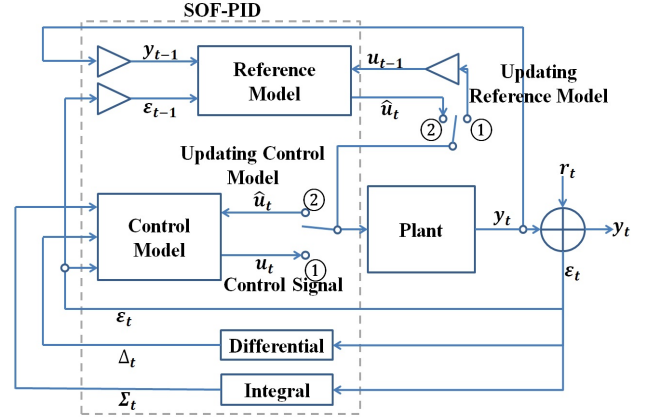 SOF-PID
y_{t-1}
Reference
Model
u_{t-1}
Updating
Reference Model
ε_{t-1}
û_t
②
①
Updating Control
Model
r_t
Control
Model
û_t
②
Plant
y_t
y_t
u_t
①
Control Signal
ε_t
ε_t
Differential
Δ_t
Integral
Σ_t